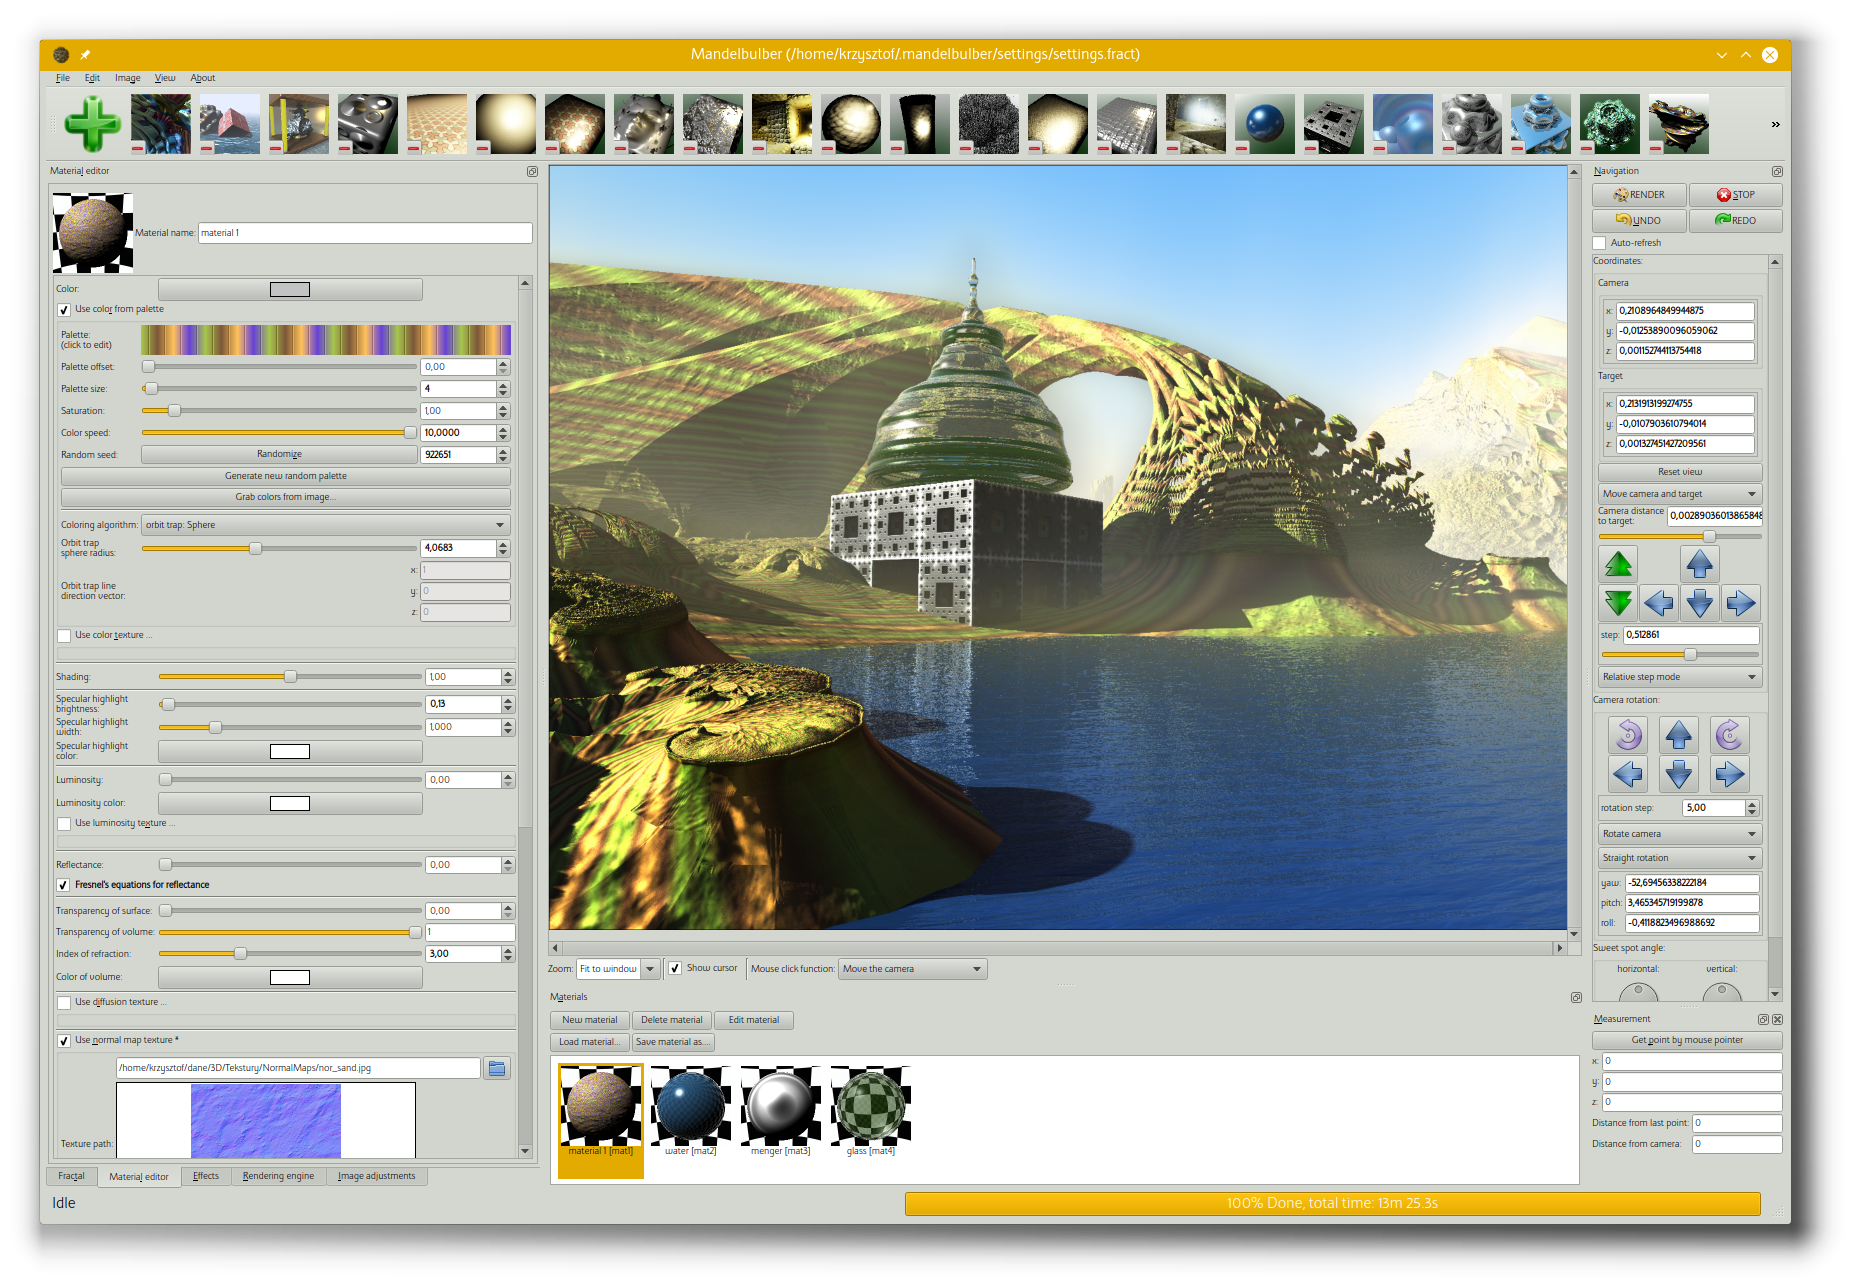 Mandelbulber (/home/krzysztof/.mandelbulber/settings/settings.fract)
File Edit Image View About
»
Material editor
Material name: material 1
Color:
Use color from palette
Palette:
(click to edit)
Palette offset: 0,00
Palette size: 4
Saturation: 1,00
Color speed: 10,0000
Random seed: Randomize 922651
Generate new random palette
Grab colors from image...
Coloring algorithm: orbit trap: Sphere
Orbit trap
sphere radius: 4,0683
Orbit trap line
direction vector:
x: 1
y: 0
z: 0
Use color texture ...
Shading: 1,00
Specular highlight
brightness: 0,13
Specular highlight
width: 1,000
Specular highlight
color:
Luminosity: 0,00
Luminosity color:
Use luminosity texture ...
Reflectance: 0,00
Fresnel's equations for reflectance
Transparency of surface: 0,00
Transparency of volume: 1
Index of refraction: 3,00
Color of volume:
Use diffusion texture ...
Use normal map texture *
/home/krzysztof/dane/3D/Tekstury/NormalMaps/nor_sand.jpg
Texture path:
Fractal Material editor Effects Rendering engine Image adjustments
Idle
Zoom: Fit to window Show cursor Mouse click function: Move the camera
Materials
New material Delete material Edit material
Load material... Save material as...
material 1 [mat1] water [mat2] menger [mat3] glass [mat4]
100% Done, total time: 13m 25.3s
Navigation
RENDER STOP
UNDO REDO
Auto-refresh
Coordinates:
Camera
x: 0,2108964849944875
y: -0,01253890096059062
z: 0,001152744113754418
Target
x: 0,2131913199274755
y: -0,0107903610794014
z: 0,001327451427209561
Reset view
Move camera and target
Camera distance
to target: 0,00289036013865848
step: 0,512861
Relative step mode
Camera rotation:
rotation step: 5,00
Rotate camera
Straight rotation
yaw: -52,69456338222184
pitch: 3,465345719199878
roll: -0,4118823496988692
Sweet spot angle:
horizontal: vertical:
Measurement
Get point by mouse pointer
x: 0
y: 0
z: 0
Distance from last point: 0
Distance from camera: 0